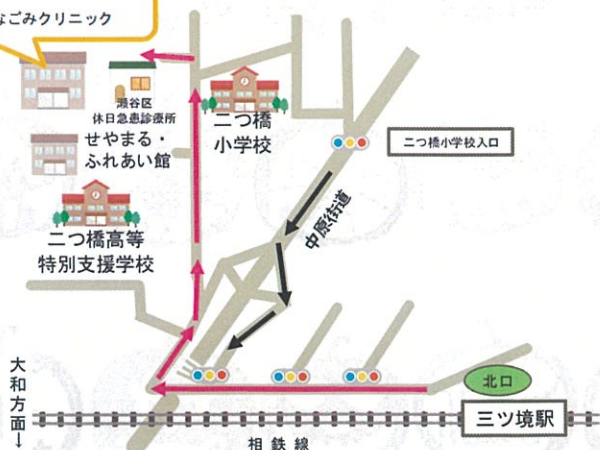 なごみクリニック
瀬谷区
休日急患診療所
二つ橋
小学校
二つ橋小学校入口
せやまる・
ふれあい館
中原街道
二つ橋高等
特別支援学校
北口
大和方面↓
三ツ境駅
相鉄線